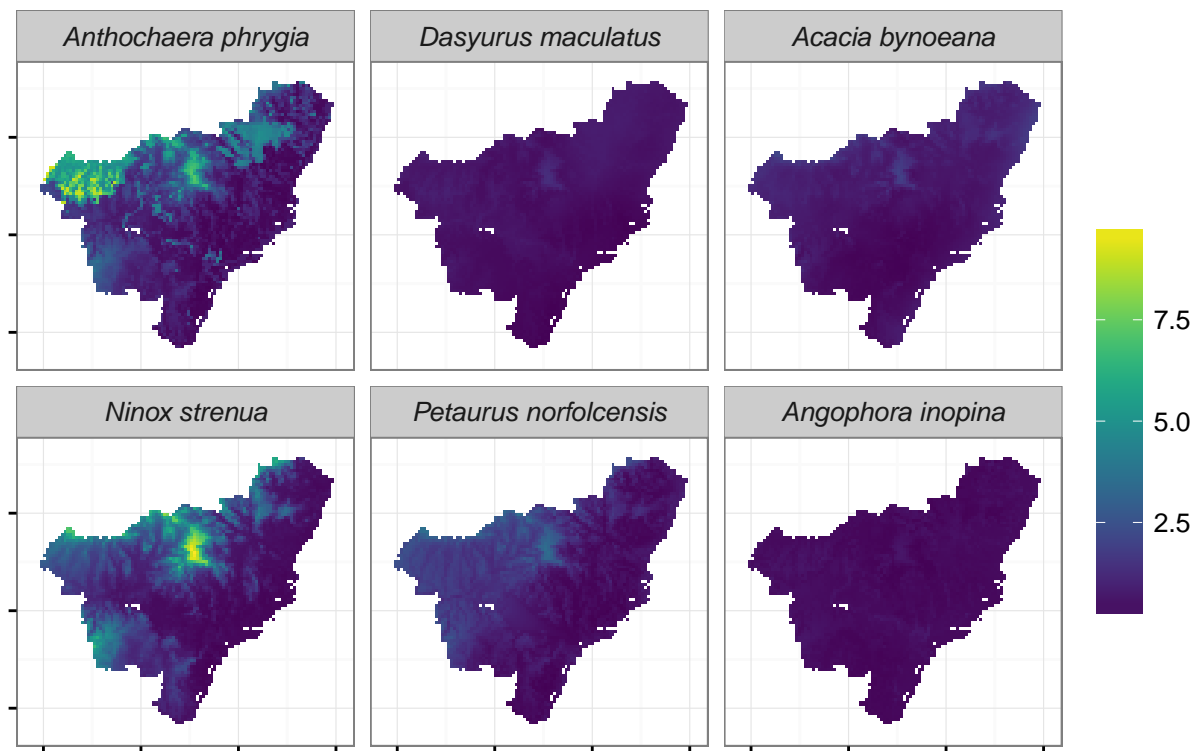 Anthochaera phrygia
Dasyurus maculatus
Acacia bynoeana
7.5
5.0
2.5
Ninox strenua
Petaurus norfolcensis
Angophora inopina